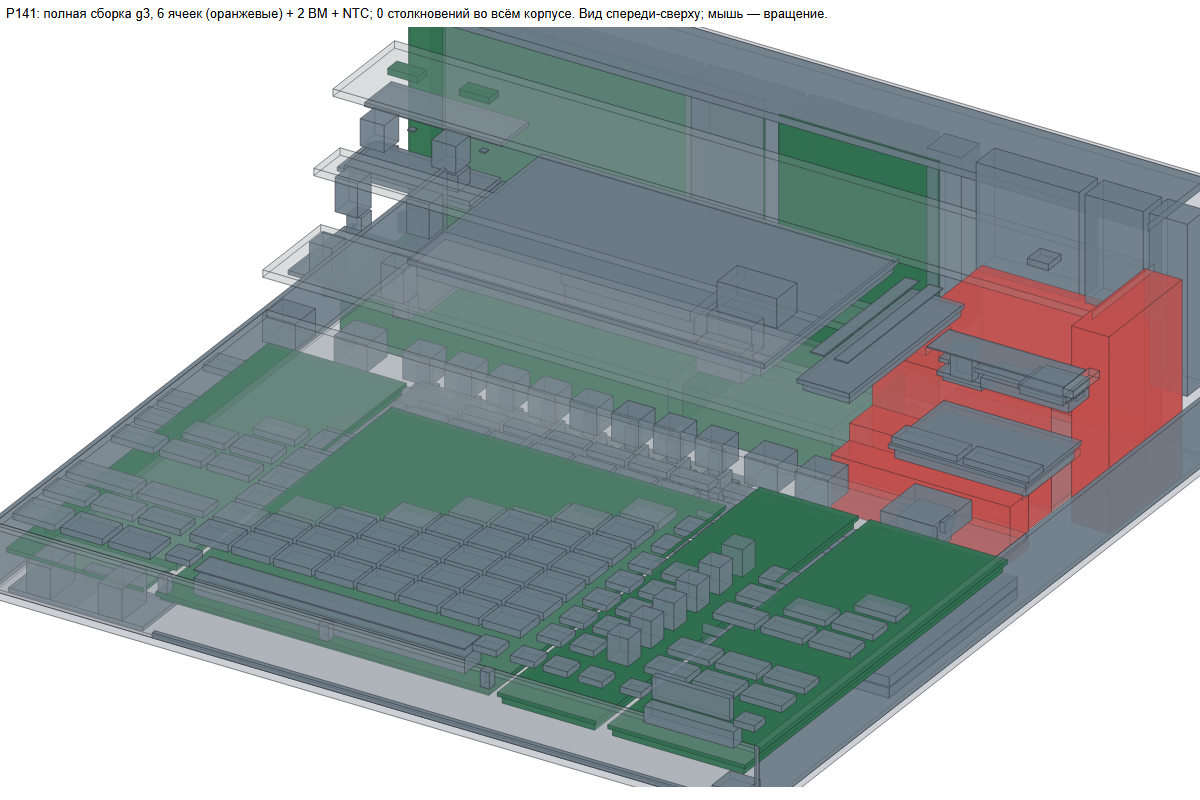 P141: полная сборка g3, 6 ячеек (оранжевые) + 2 BM + NTC; 0 столкновений во всём корпусе. Вид спереди-сверху; мышь — вращение.